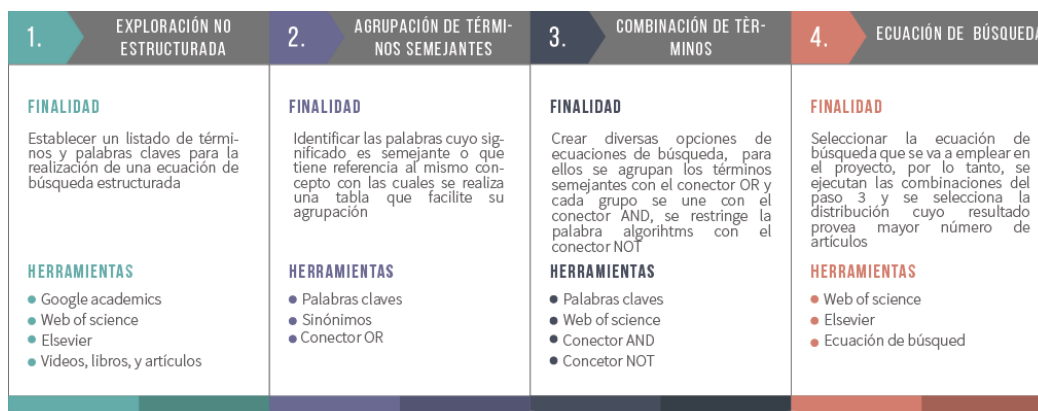 1.
EXPLORACIÓN NO
ESTRUCTURADA
FINALIDAD
Establecer un listado de térmi-
nos y palabras claves para la
realización de una ecuación de
búsqueda estructurada
HERRAMIENTAS
Google academics
Web of science
Elsevier
Videos, libros, y artículos
2.
AGRUPACIÓN DE TÉRMI-
NOS SEMEJANTES
FINALIDAD
Identificar las palabras cuyo sig-
nificado es semejante o que
tiene referencia al mismo con-
cepto con las cuales se realiza
una tabla que facilite su
agrupación
HERRAMIENTAS
Palabras claves
Sinónimos
Conector OR
3.
COMBINACIÓN DE TÈR-
MINOS
FINALIDAD
Crear diversas opciones de
ecuaciones de búsqueda, para
ellos se agrupan los términos
semejantes con el conector OR y
cada grupo se une con el
conector AND, se restringe la
palabra algorihtms con el
conector NOT
HERRAMIENTAS
Palabras claves
Web of science
Conector AND
Concetor NOT
4.
ECUACIÓN DE BÚSQUEDA
FINALIDAD
Seleccionar la ecuación de
búsqueda que se va a emplear en
el proyecto, por lo tanto, se
ejecutan las combinaciones del
paso 3 y se selecciona la
distribución cuyo resultado
provea mayor número de
artículos
HERRAMIENTAS
Web of science
Elsevier
Ecuación de búsqued